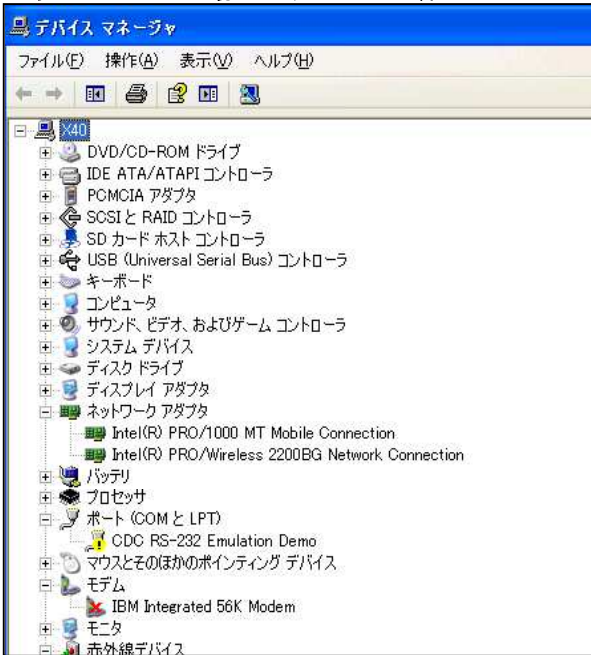 デバイス マネージャ
ファイル(F) 操作(A) 表示(V) ヘルプ(H)
X40
DVD/CD-ROM ドライブ
IDE ATA/ATAPI コントローラ
PCMCIA アダプタ
SCSI と RAID コントローラ
SD カード ホスト コントローラ
USB (Universal Serial Bus) コントローラ
キーボード
コンピュータ
サウンド、ビデオ、およびゲーム コントローラ
システム デバイス
ディスク ドライブ
ディスプレイ アダプタ
ネットワーク アダプタ
Intel(R) PRO/1000 MT Mobile Connection
Intel(R) PRO/Wireless 2200BG Network Connection
バッテリ
プロセッサ
ポート (COM と LPT)
CDC RS-232 Emulation Demo
マウスとそのほかのポインティング デバイス
モデム
IBM Integrated 56K Modem
モニタ
赤外線デバイス